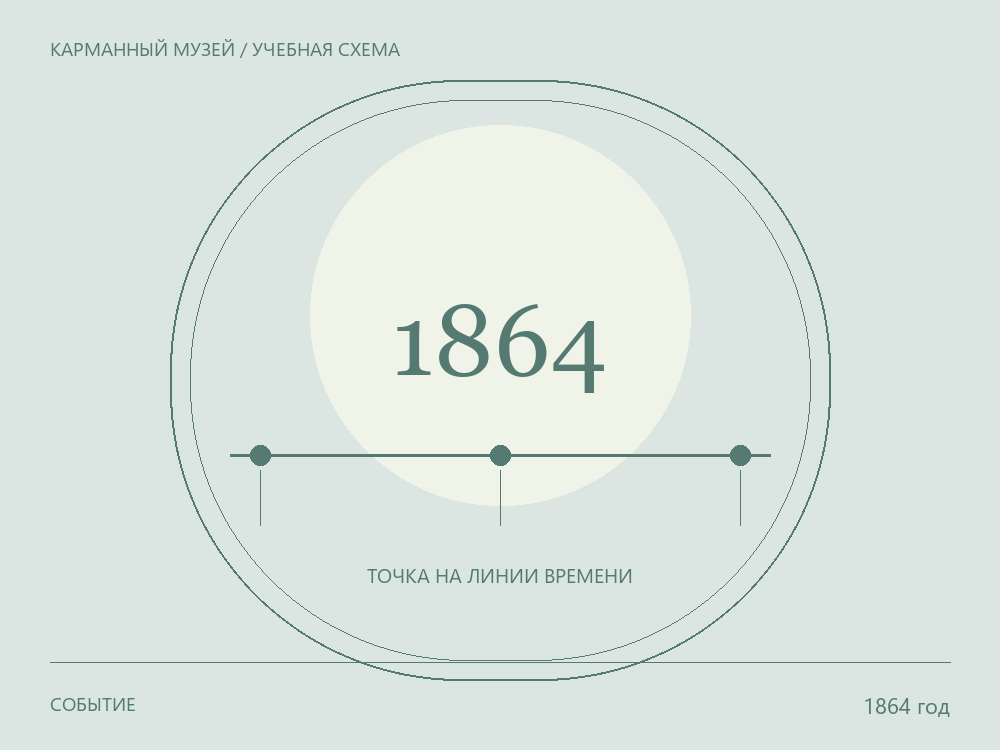 КАРМАННЫЙ МУЗЕЙ / УЧЕБНАЯ СХЕМА
1864
ТОЧКА НА ЛИНИИ ВРЕМЕНИ
СОБЫТИЕ
1864 год